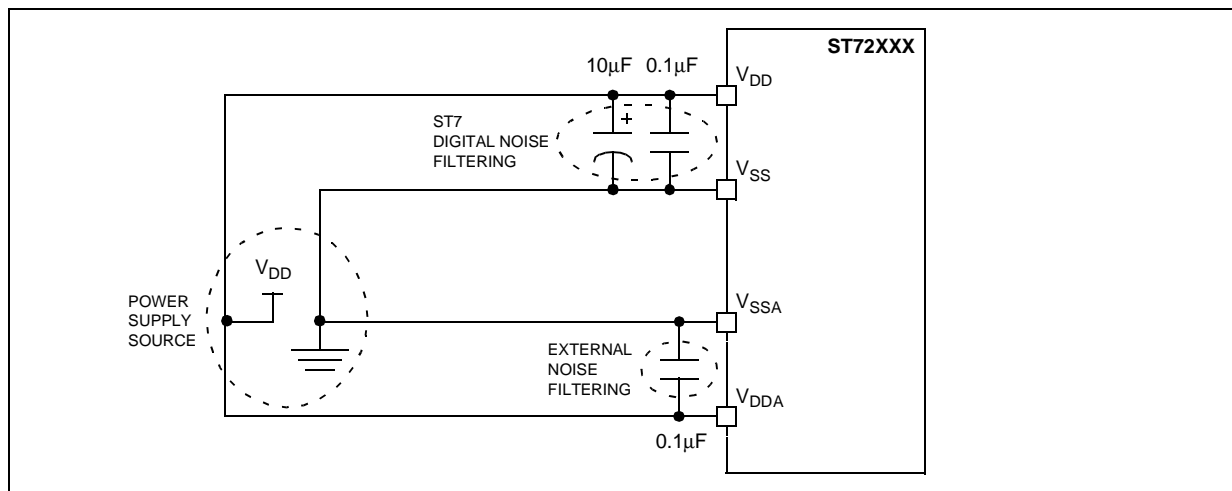 ST72XXX
10μF 0.1μF
VDD
ST7
DIGITAL NOISE
FILTERING
+
VSS
VDD
POWER
SUPPLY
SOURCE
VSSA
EXTERNAL
NOISE
FILTERING
VDDA
0.1μF